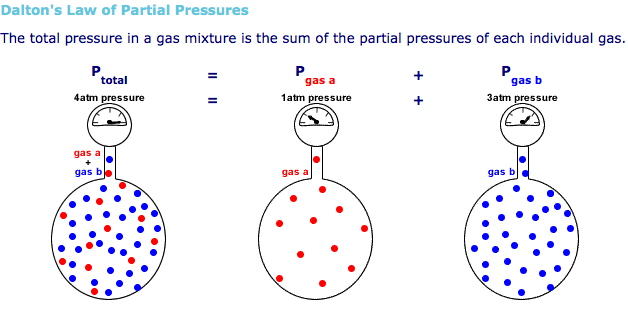 Dalton's Law of Partial Pressures
The total pressure in a gas mixture is the sum of the partial pressures of each individual gas.
P total = P gas a + P gas b
4atm pressure = 1atm pressure + 3atm pressure
gas a
+
gas b
gas a
gas b